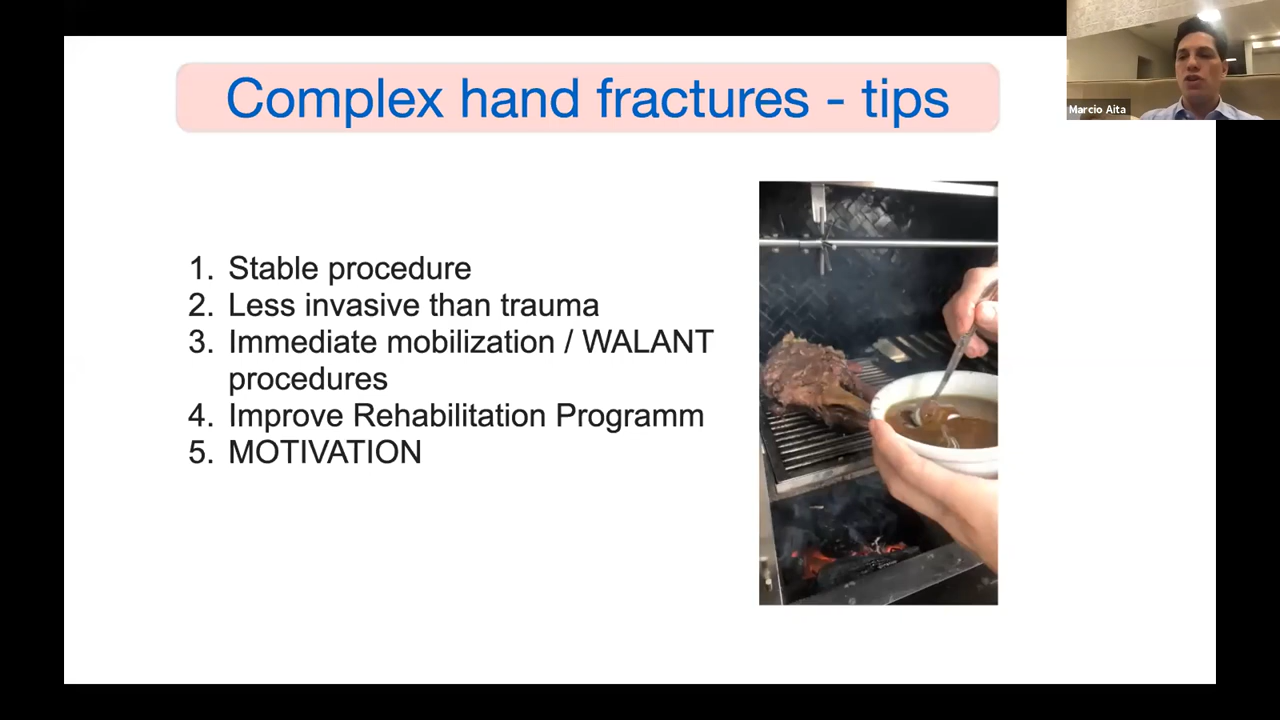 Complex hand fractures - tips
Marcio Aita
1. Stable procedure
2. Less invasive than trauma
3. Immediate mobilization / WALANT
procedures
4. Improve Rehabilitation Programm
5. MOTIVATION